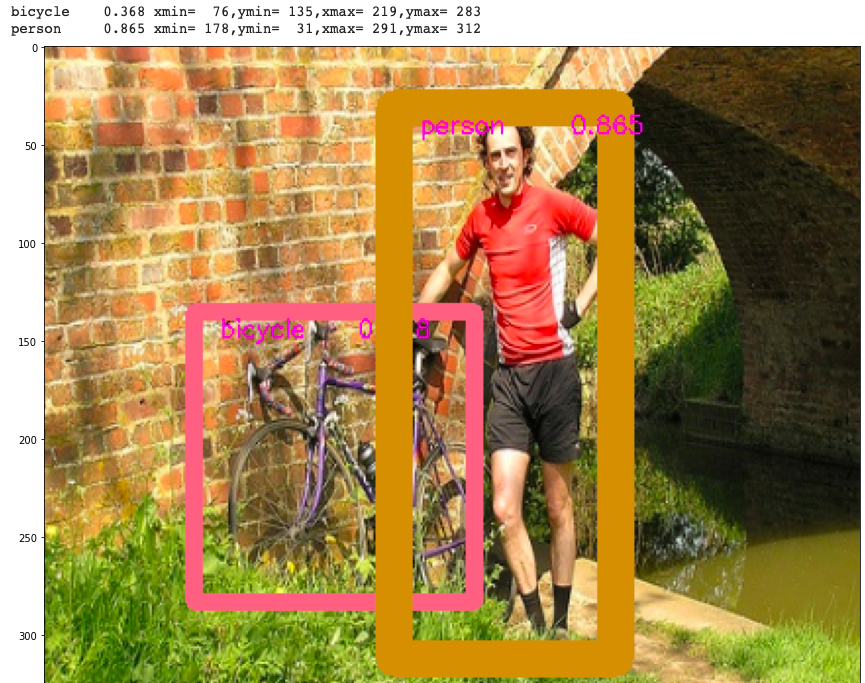 bicycle 0.368 xmin= 76,ymin= 135,xmax= 219,ymax= 283
person 0.865 xmin= 178,ymin= 31,xmax= 291,ymax= 312
0
person 0.865
50
100
bicycle
150
200
250
300